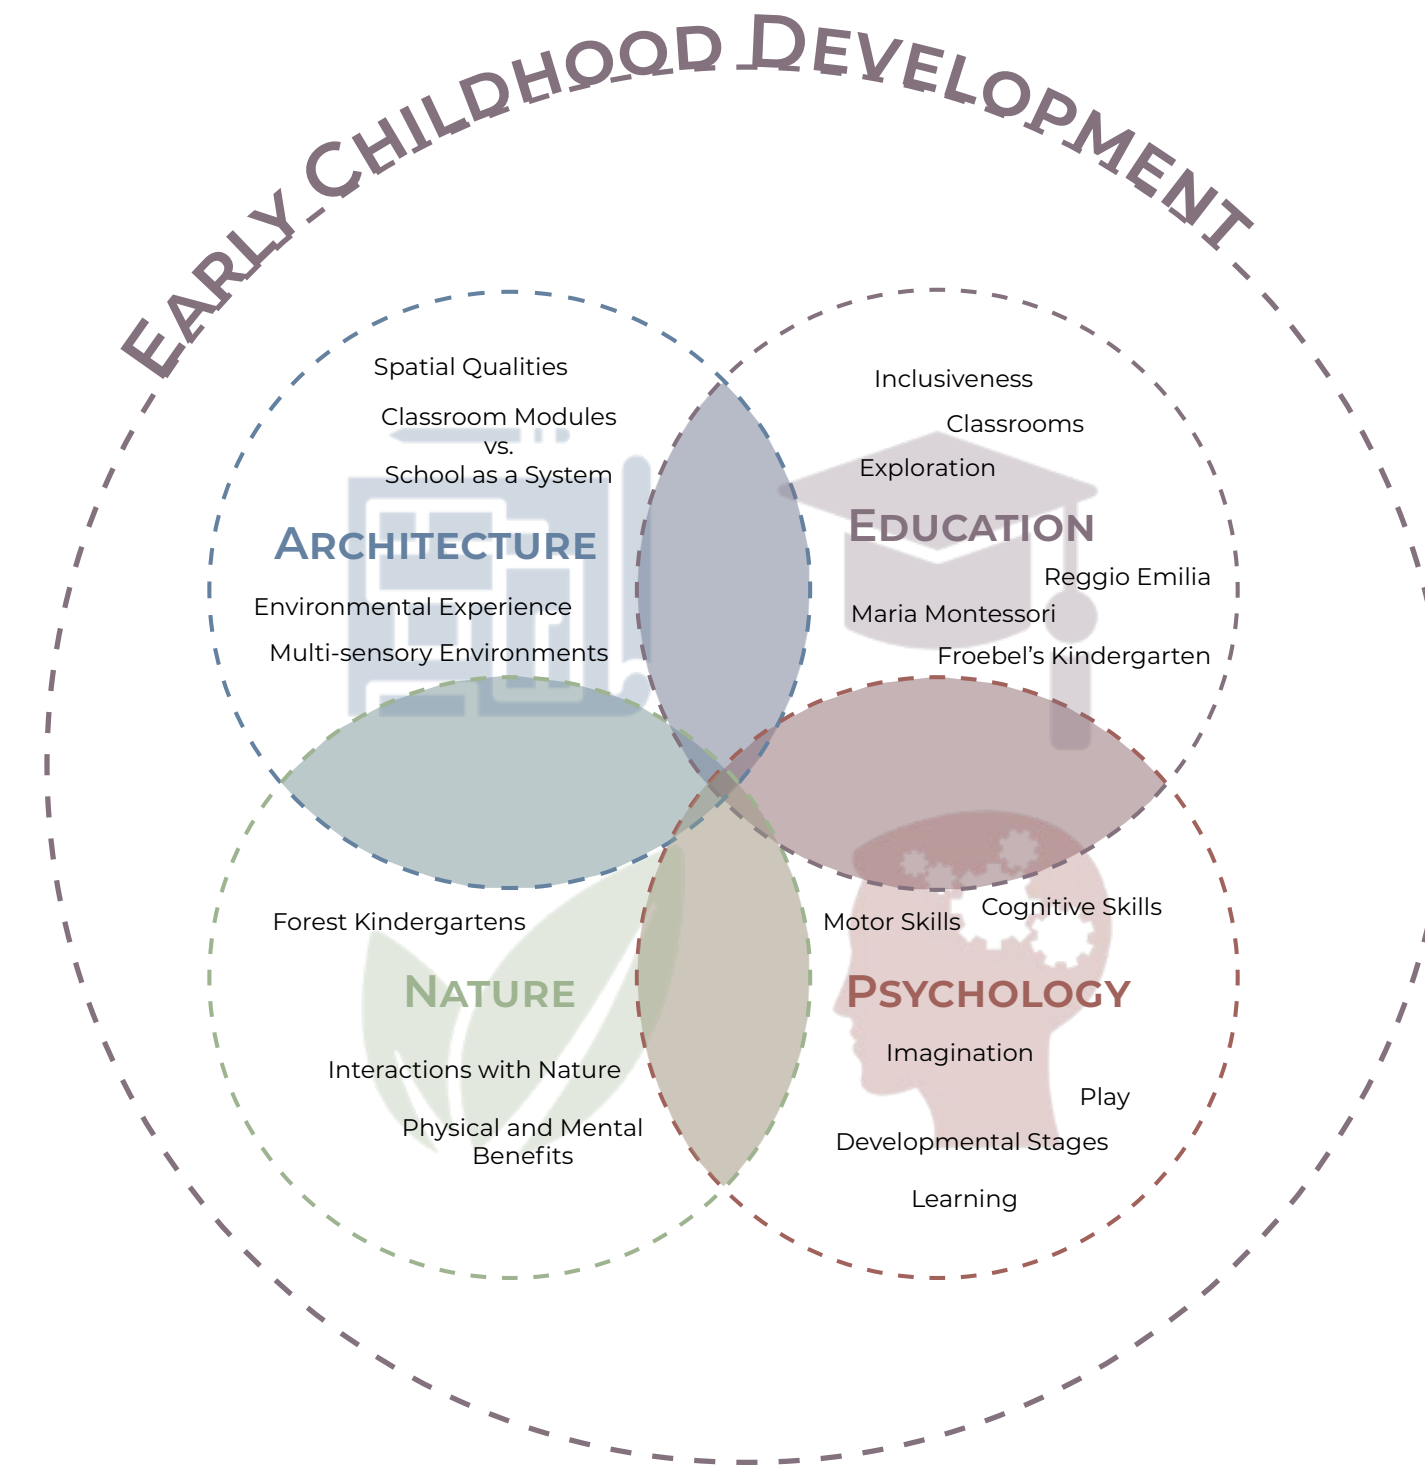 EARLY CHILDHOOD DEVELOPMENT
Spatial Qualities
Classroom Modules
vs.
School as a System
ARCHITECTURE
Environmental Experience
Multi-sensory Environments
Inclusiveness
Classrooms
Exploration
EDUCATION
Reggio Emilia
Maria Montessori
Froebel’s Kindergarten
Forest Kindergartens
NATURE
Interactions with Nature
Physical and Mental
Benefits
Cognitive Skills
Motor Skills
PSYCHOLOGY
Imagination
Play
Developmental Stages
Learning